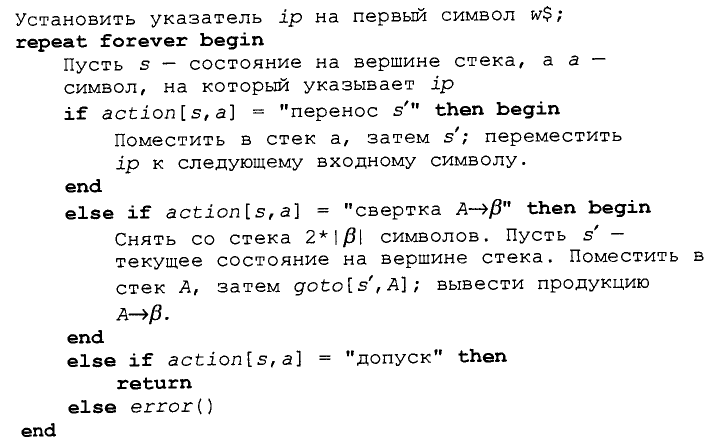 Установить указатель ip на первый символ w$;
repeat forever begin
Пусть s — состояние на вершине стека, а a —
символ, на который указывает ip
if action[s,a] = "перенос s′" then begin
Поместить в стек a, затем s′; переместить
ip к следующему входному символу.
end
else if action[s,a] = "свертка A→β" then begin
Снять со стека 2*|β| символов. Пусть s′ —
текущее состояние на вершине стека. Поместить в
стек A, затем goto[s′,A]; вывести продукцию
A→β.
end
else if action[s,a] = "допуск" then
return
else error()
end